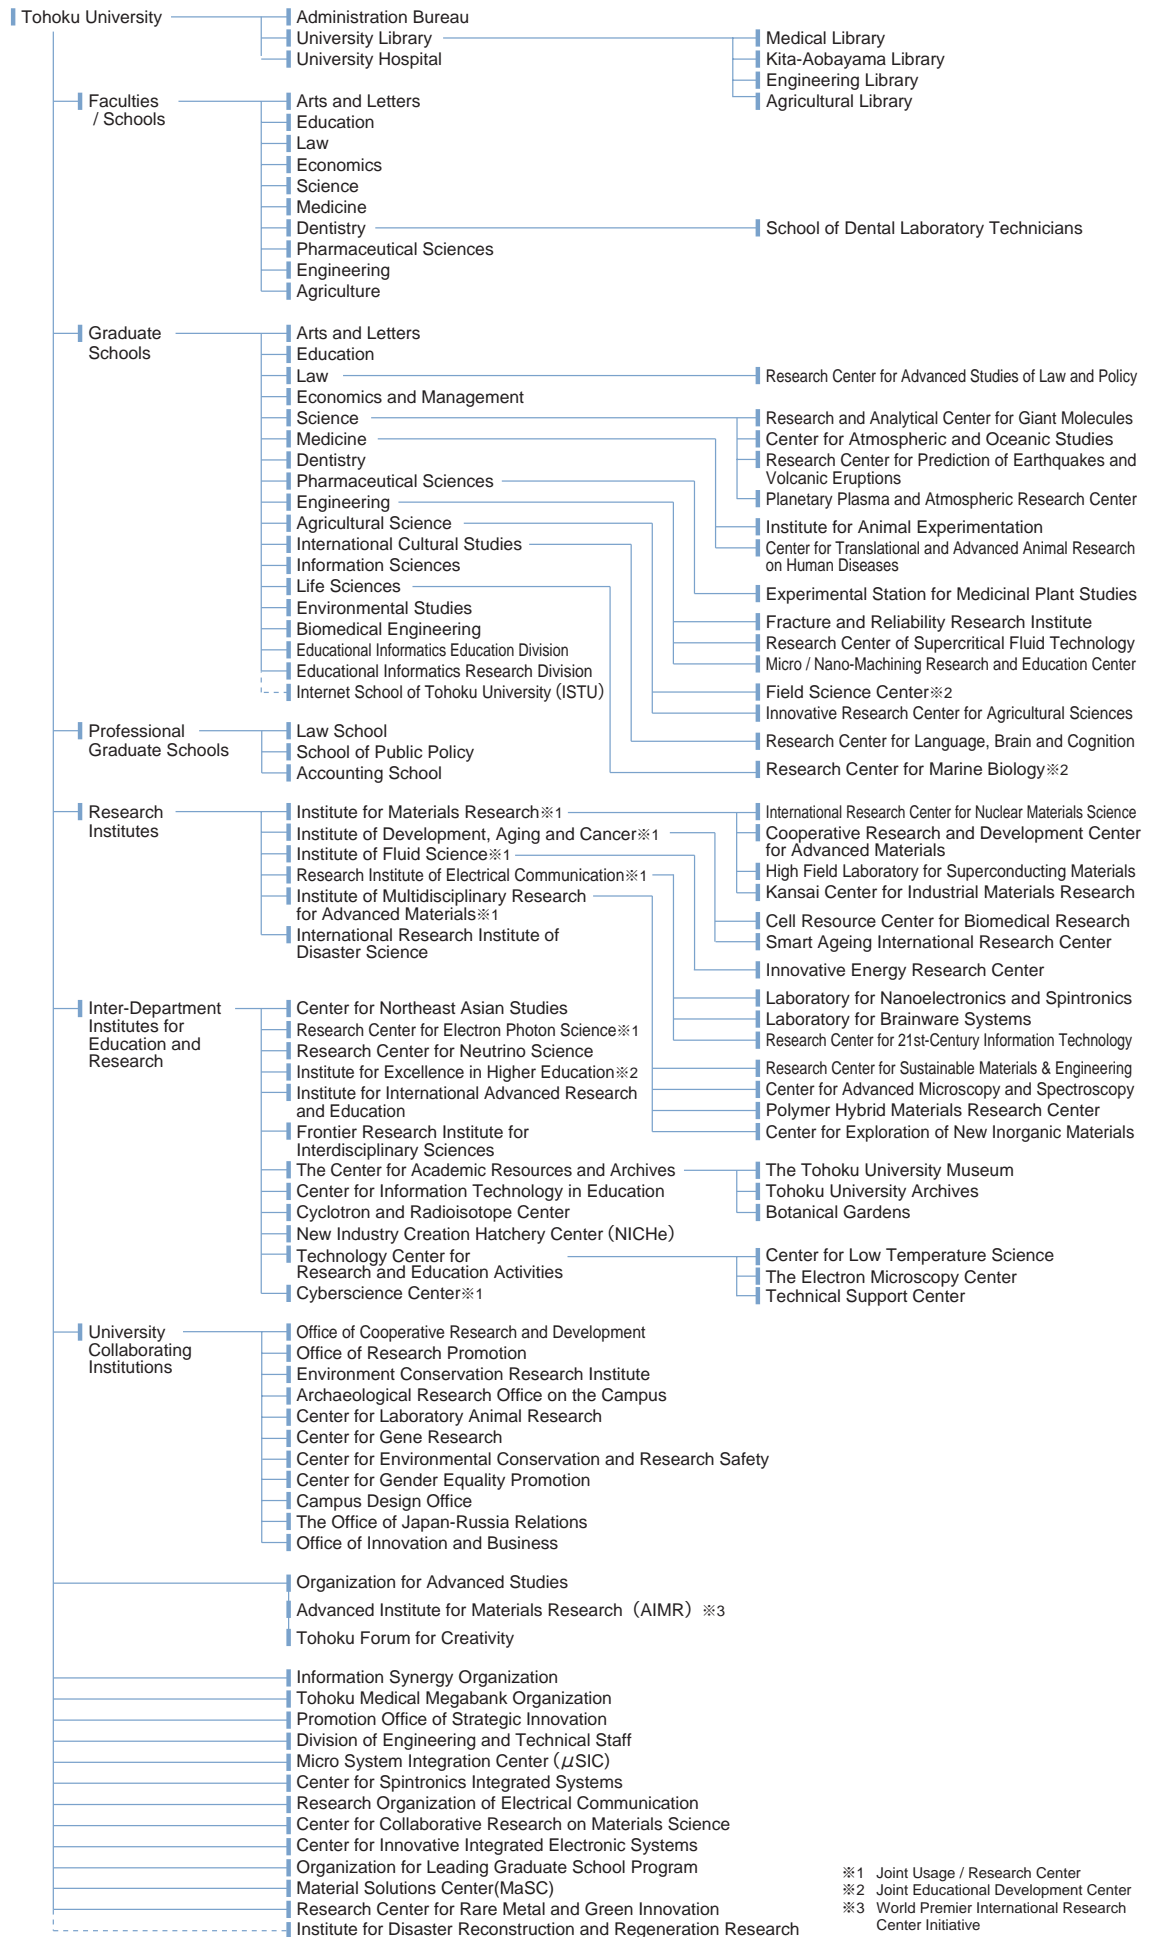 Tohoku University
Administration Bureau
University Library
University Hospital
Medical Library
Kita-Aobayama Library
Engineering Library
Agricultural Library
Faculties
/ Schools
Arts and Letters
Education
Law
Economics
Science
Medicine
Dentistry
Pharmaceutical Sciences
Engineering
Agriculture
School of Dental Laboratory Technicians
Graduate
Schools
Arts and Letters
Education
Law
Economics and Management
Science
Medicine
Dentistry
Pharmaceutical Sciences
Engineering
Agricultural Science
International Cultural Studies
Information Sciences
Life Sciences
Environmental Studies
Biomedical Engineering
Educational Informatics Education Division
Educational Informatics Research Division
Internet School of Tohoku University (ISTU)
Research Center for Advanced Studies of Law and Policy
Research and Analytical Center for Giant Molecules
Center for Atmospheric and Oceanic Studies
Research Center for Prediction of Earthquakes and
Volcanic Eruptions
Planetary Plasma and Atmospheric Research Center
Institute for Animal Experimentation
Center for Translational and Advanced Animal Research
on Human Diseases
Experimental Station for Medicinal Plant Studies
Fracture and Reliability Research Institute
Research Center of Supercritical Fluid Technology
Micro / Nano-Machining Research and Education Center
Field Science Center※2
Innovative Research Center for Agricultural Sciences
Research Center for Language, Brain and Cognition
Research Center for Marine Biology※2
Professional
Graduate Schools
Law School
School of Public Policy
Accounting School
Research
Institutes
Institute for Materials Research※1
Institute of Development, Aging and Cancer※1
Institute of Fluid Science※1
Research Institute of Electrical Communication※1
Institute of Multidisciplinary Research
for Advanced Materials※1
International Research Institute of
Disaster Science
International Research Center for Nuclear Materials Science
Cooperative Research and Development Center
for Advanced Materials
High Field Laboratory for Superconducting Materials
Kansai Center for Industrial Materials Research
Cell Resource Center for Biomedical Research
Smart Ageing International Research Center
Innovative Energy Research Center
Laboratory for Nanoelectronics and Spintronics
Laboratory for Brainware Systems
Research Center for 21st-Century Information Technology
Research Center for Sustainable Materials & Engineering
Center for Advanced Microscopy and Spectroscopy
Polymer Hybrid Materials Research Center
Center for Exploration of New Inorganic Materials
Inter-Department
Institutes for
Education and
Research
Center for Northeast Asian Studies
Research Center for Electron Photon Science※1
Research Center for Neutrino Science
Institute for Excellence in Higher Education※2
Institute for International Advanced Research
and Education
Frontier Research Institute for
Interdisciplinary Sciences
The Center for Academic Resources and Archives
Center for Information Technology in Education
Cyclotron and Radioisotope Center
New Industry Creation Hatchery Center (NICHe)
Technology Center for
Research and Education Activities
Cyberscience Center※1
The Tohoku University Museum
Tohoku University Archives
Botanical Gardens
Center for Low Temperature Science
The Electron Microscopy Center
Technical Support Center
University
Collaborating
Institutions
Office of Cooperative Research and Development
Office of Research Promotion
Environment Conservation Research Institute
Archaeological Research Office on the Campus
Center for Laboratory Animal Research
Center for Gene Research
Center for Environmental Conservation and Research Safety
Center for Gender Equality Promotion
Campus Design Office
The Office of Japan-Russia Relations
Office of Innovation and Business
Organization for Advanced Studies
Advanced Institute for Materials Research (AIMR) ※3
Tohoku Forum for Creativity
Information Synergy Organization
Tohoku Medical Megabank Organization
Promotion Office of Strategic Innovation
Division of Engineering and Technical Staff
Micro System Integration Center (μSIC)
Center for Spintronics Integrated Systems
Research Organization of Electrical Communication
Center for Collaborative Research on Materials Science
Center for Innovative Integrated Electronic Systems
Organization for Leading Graduate School Program
Material Solutions Center(MaSC)
Research Center for Rare Metal and Green Innovation
Institute for Disaster Reconstruction and Regeneration Research
※1 Joint Usage / Research Center
※2 Joint Educational Development Center
※3 World Premier International Research
Center Initiative